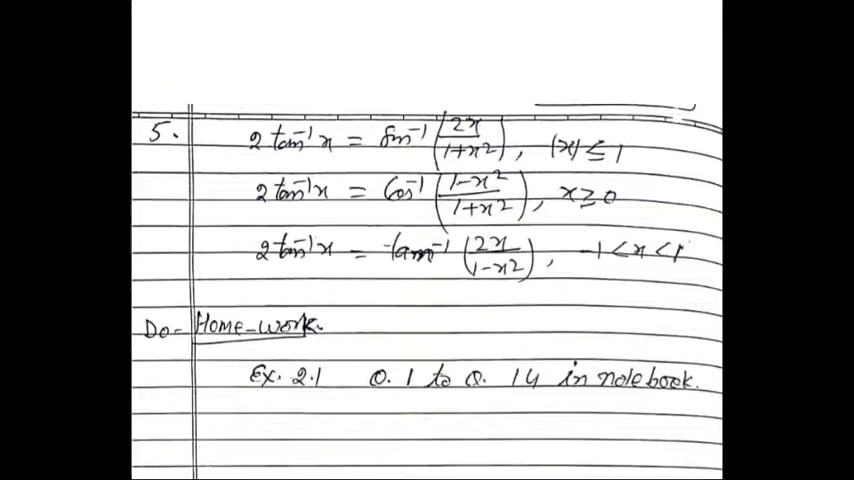 5. 2 tan⁻¹x = Sin⁻¹ (2x/1+x²), |x| ≤ 1
2 tan⁻¹x = Cos⁻¹ (1-x²/1+x²), x ≥ 0
2 tan⁻¹x = tan⁻¹ (2x/1-x²), -1 < x < 1
Do - Home-work.
Ex. 2.1 Q. 1 to Q. 14 in notebook.